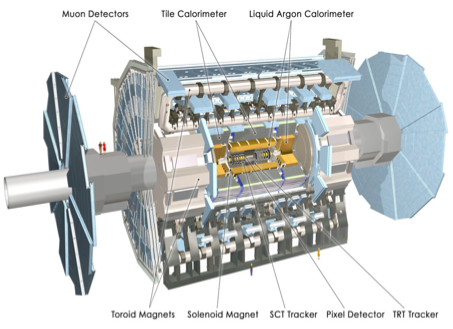 Muon Detectors
Tile Calorimeter
Liquid Argon Calorimeter
Toroid Magnets
Solenoid Magnet
SCT Tracker
Pixel Detector
TRT Tracker